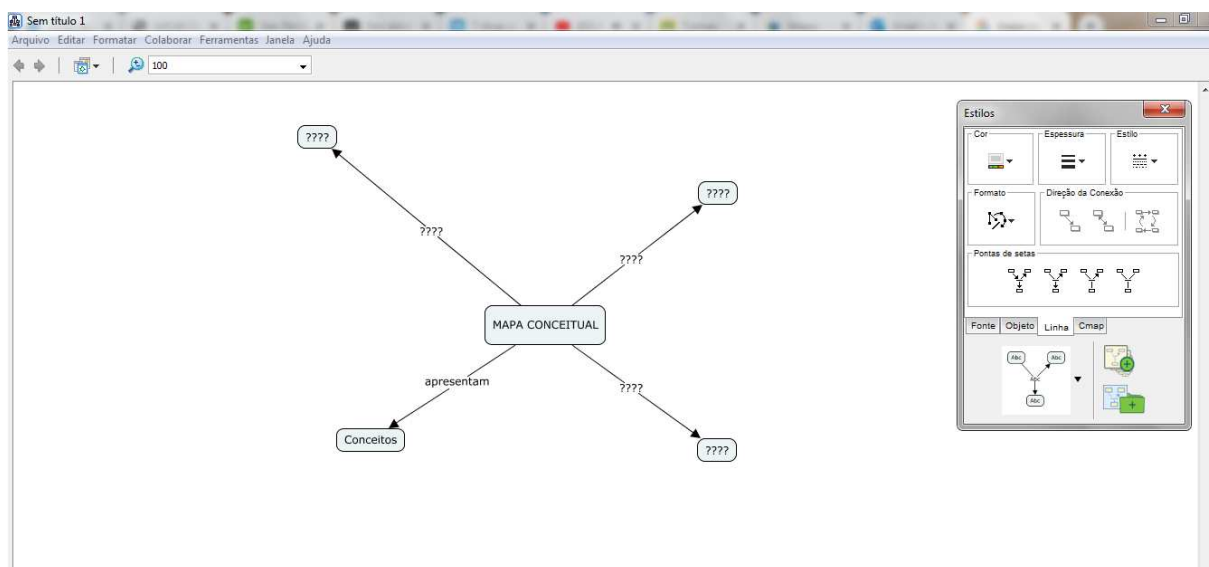 Sem título 1
Arquivo Editar Formatar Colaborar Ferramentas Janela Ajuda
100
????
????
????
????
MAPA CONCEITUAL
apresentam
????
Conceitos
????
Estilos
Cor
Espessura
Estilo
Formato
Direção da Conexão
Pontas de setas
Fonte Objeto Linha Cmap
Abc Abc
Abc
Abc